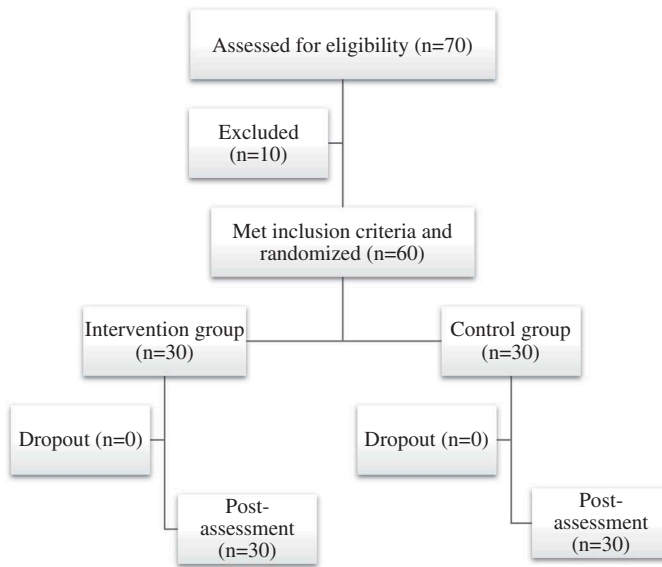 Assessed for eligibility (n=70)
Excluded
(n=10)
Met inclusion criteria and
randomized (n=60)
Intervention group
(n=30)
Control group
(n=30)
Dropout (n=0)
Dropout (n=0)
Post-
assessment
(n=30)
Post-
assessment
(n=30)